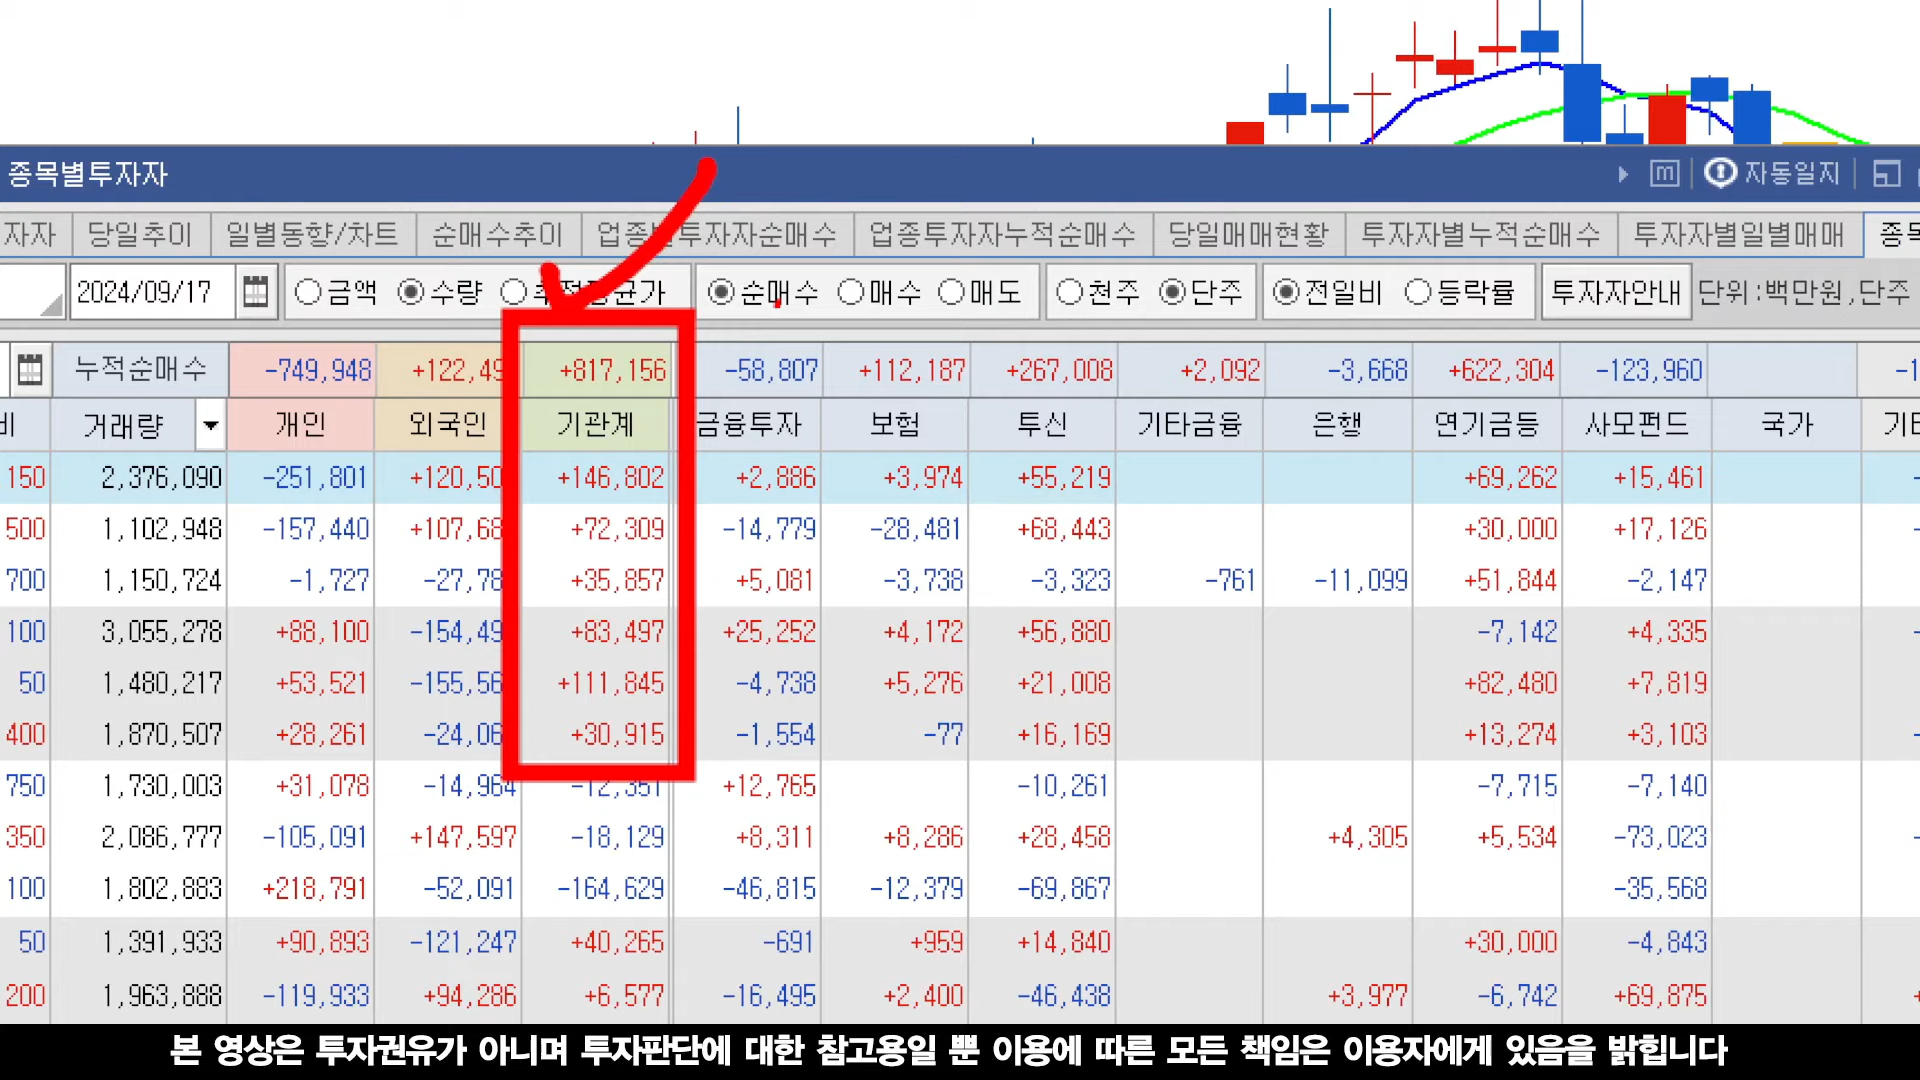 종목별투자자 자동일지
자자 당일추이 일별동향/차트 순매수추이 투자자순매수 업종투자자누적순매수 당일매매현황 투자자별누적순매수 투자자별일별매매
2024/09/17 금액 수량 순매수 매수 매도 천주 단주 전일비 등락률 투자자안내 단위:백만원,단주
누적순매수 -749,948 +122,49 +817,156 -58,807 +112,187 +267,008 +2,092 -3,668 +622,304 -123,960 -1
비 거래량 개인 외국인 기관계 금융투자 보험 투신 기타금융 은행 연기금등 사모펀드 국가 기타
150 2,376,090 -251,801 +120,50 +146,802 +2,886 +3,974 +55,219 +69,262 +15,461 -
500 1,102,948 -157,440 +107,68 +72,309 -14,779 -28,481 +68,443 +30,000 +17,126 -
700 1,150,724 -1,727 -27,78 +35,857 +5,081 -3,738 -3,323 -761 -11,099 +51,844 -2,147
100 3,055,278 +88,100 -154,49 +83,497 +25,252 +4,172 +56,880 -7,142 +4,335 -
50 1,480,217 +53,521 -155,56 +111,845 -4,738 +5,276 +21,008 +82,480 +7,819
400 1,870,507 +28,261 -24,06 +30,915 -1,554 -77 +16,169 +13,274 +3,103 -
750 1,730,003 +31,078 -14,964 -12,351 +12,765 -10,261 -7,715 -7,140
350 2,086,777 -105,091 +147,597 -18,129 +8,311 +8,286 +28,458 +4,305 +5,534 -73,023 -
100 1,802,883 +218,791 -52,091 -164,629 -46,815 -12,379 -69,867 -35,568
50 1,391,933 +90,893 -121,247 +40,265 -691 +959 +14,840 +30,000 -4,843 -
200 1,963,888 -119,933 +94,286 +6,577 -16,495 +2,400 -46,438 +3,977 -6,742 +69,875 +
본 영상은 투자권유가 아니며 투자판단에 대한 참고용일 뿐 이용에 따른 모든 책임은 이용자에게 있음을 밝힙니다